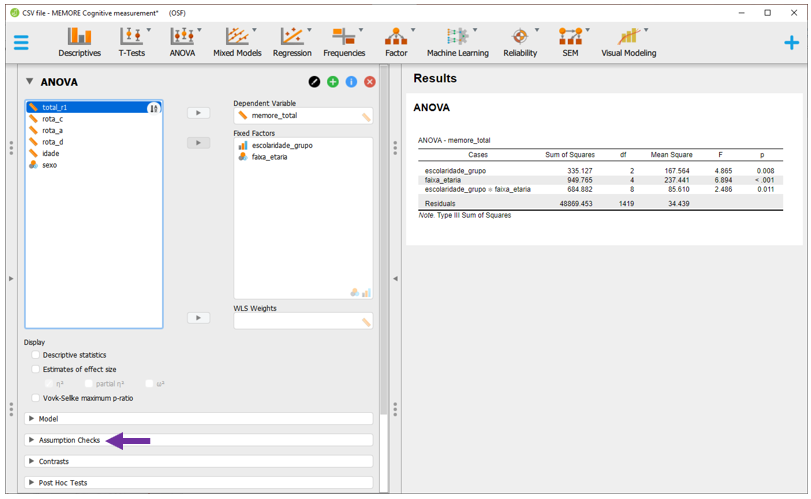 CSV file - MEMORE Cognitive measurement* (OSF)
Descriptives T-Tests ANOVA Mixed Models Regression Frequencies Factor Machine Learning Reliability SEM Visual Modeling
ANOVA
total_r1
rota_c
rota_a
rota_d
idade
sexo
Dependent Variable
memore_total
Fixed Factors
escolaridade_grupo
faixa_etaria
WLS Weights
Display
Descriptive statistics
Estimates of effect size
η² partial η² ω²
Vovk-Sellke maximum p-ratio
Model
Assumption Checks
Contrasts
Post Hoc Tests
Results
ANOVA
ANOVA - memore_total
Cases Sum of Squares df Mean Square F p
escolaridade_grupo 335.127 2 167.564 4.865 0.008
faixa_etaria 949.765 4 237.441 6.894 < .001
escolaridade_grupo ∗ faixa_etaria 684.882 8 85.610 2.486 0.011
Residuals 48869.453 1419 34.439
Note. Type III Sum of Squares